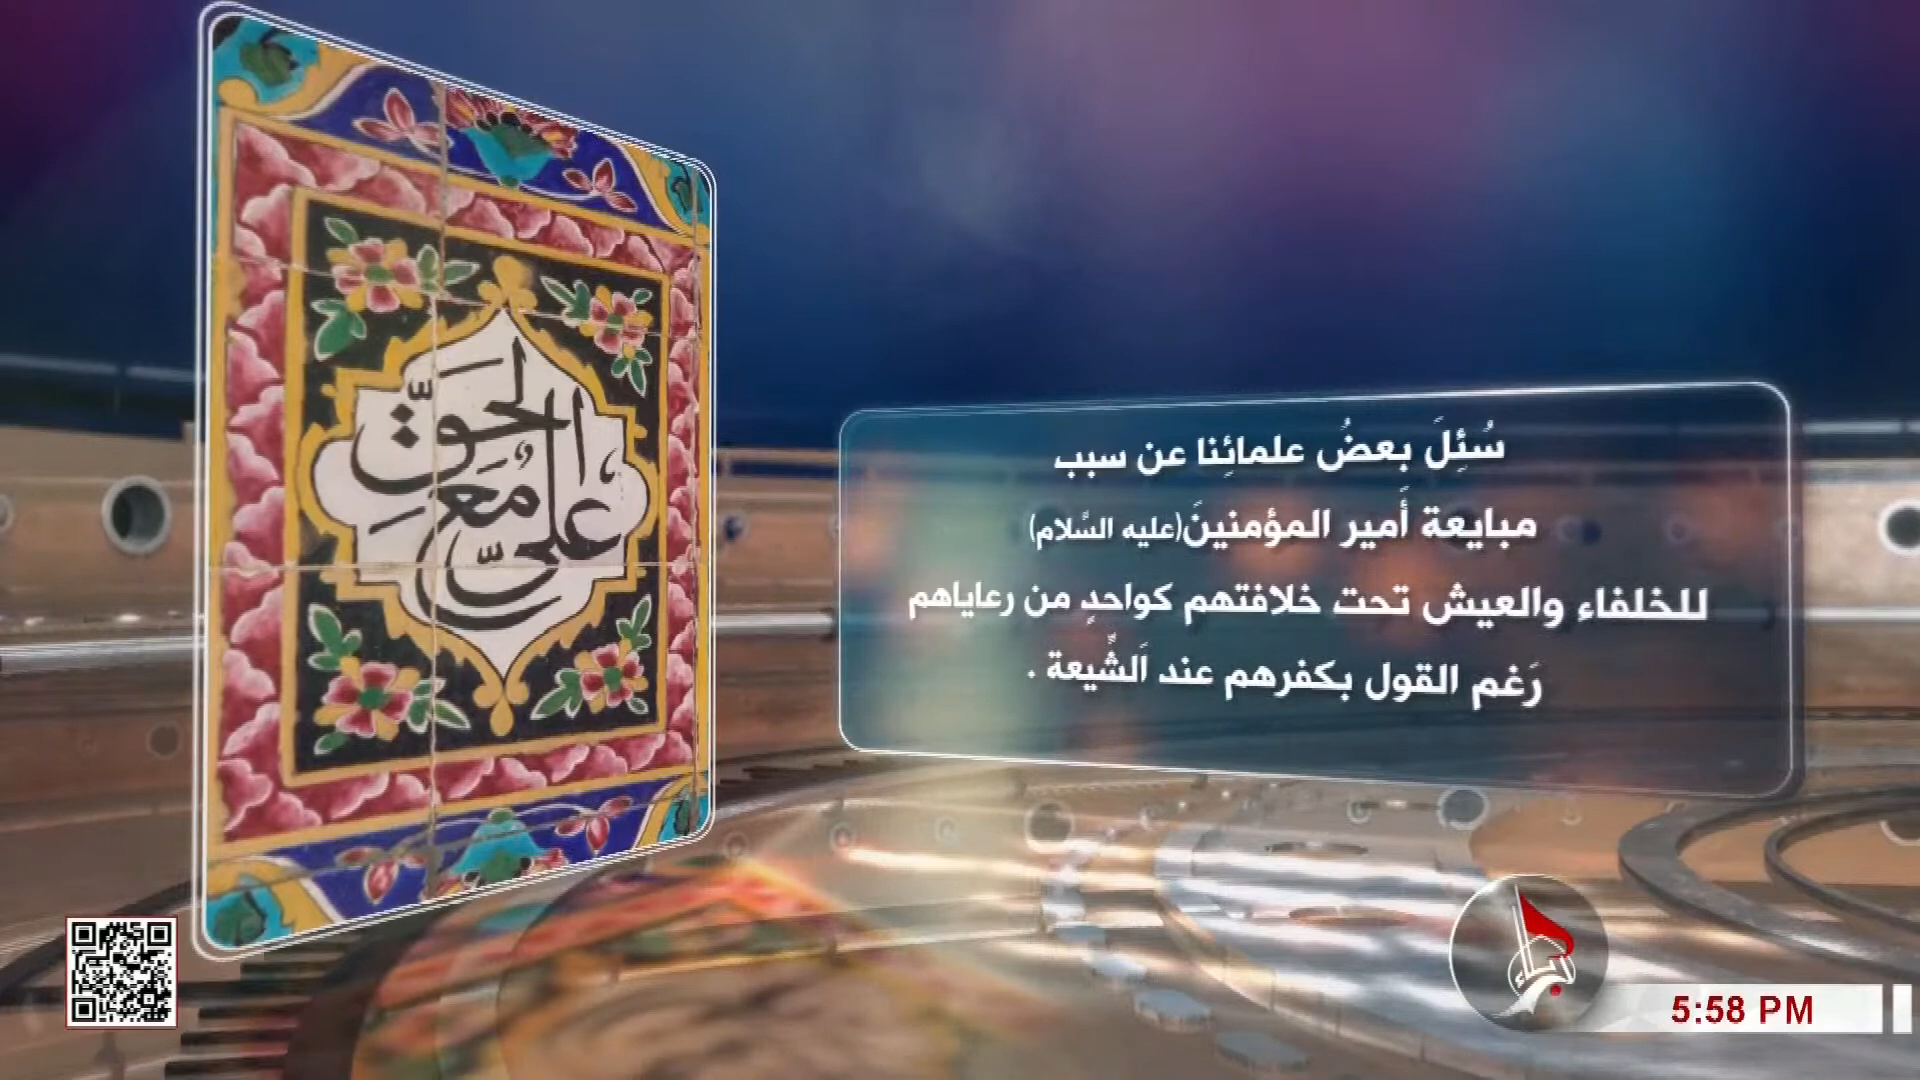 علي مع الحق
سُئِلَ بعضُ علمائِنا عن سبب
مبايعة أَمير المؤمنينَ(عليه السَّلام)
للخلفاء والعيش تحت خلافتهم كواحدٍ من رعاياهم
رَغم القول بكفرهم عند اَلشِّيعة .
5:58 PM